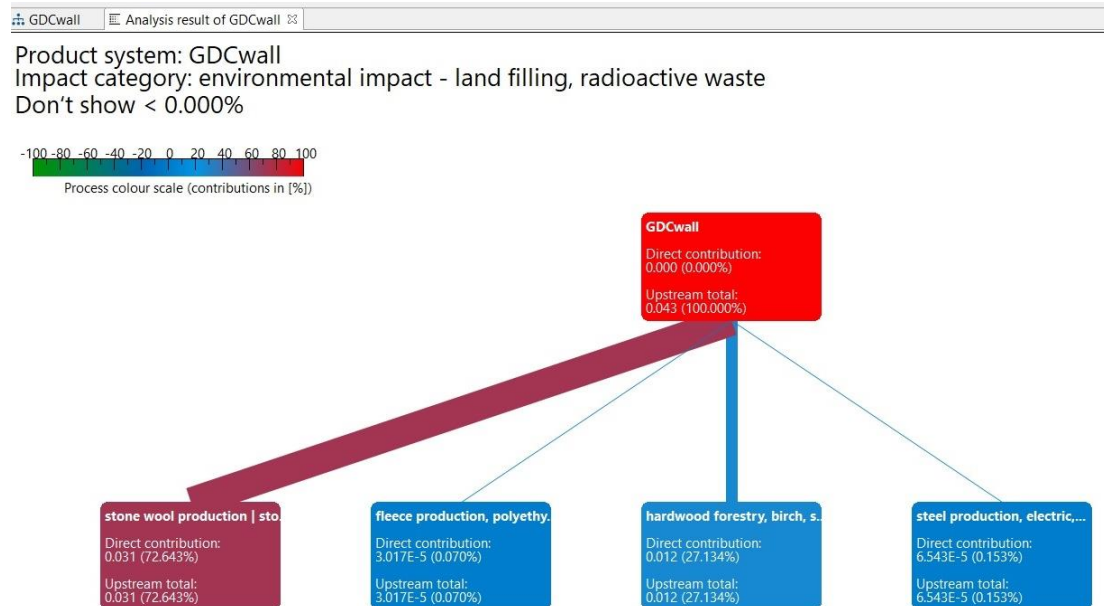 GDCwall
Analysis result of GDCwall
Product system: GDCwall
Impact category: environmental impact - land filling, radioactive waste
Don't show < 0.000%
-100 -80 -60 -40 -20 0 20 40 60 80 100
Process colour scale (contributions in [%])
GDCwall
Direct contribution:
0.000 (0.000%)
Upstream total:
0.043 (100.000%)
stone wool production | sto.
Direct contribution:
0.031 (72.643%)
Upstream total:
0.031 (72.643%)
fleece production, polyethy.
Direct contribution:
3.017E-5 (0.070%)
Upstream total:
3.017E-5 (0.070%)
hardwood forestry, birch, s..
Direct contribution:
0.012 (27.134%)
Upstream total:
0.012 (27.134%)
steel production, electric,...
Direct contribution:
6.543E-5 (0.153%)
Upstream total:
6.543E-5 (0.153%)